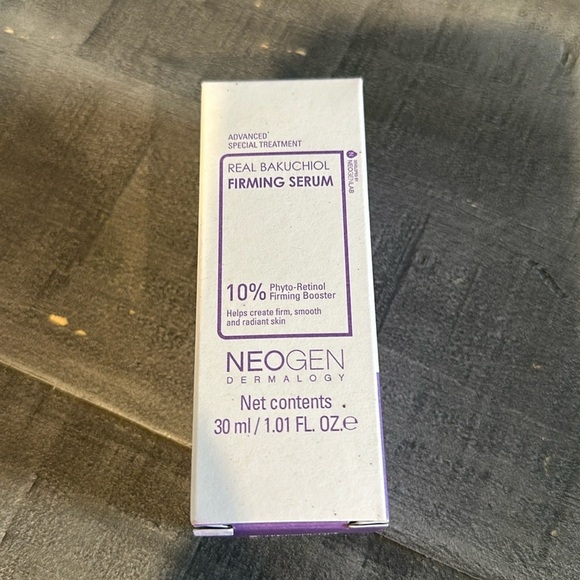 ADVANCED
SPECIAL TREATMENT
REAL BAKUCHIOL
FIRMING SERUM
NEOGENLAB
10% Phyto-Retinol
Firming Booster
Helps create firm, smooth
and radiant skin
NEOGEN
DERMALOGY
Net contents
30 ml / 1.01 FL. OZ.℮